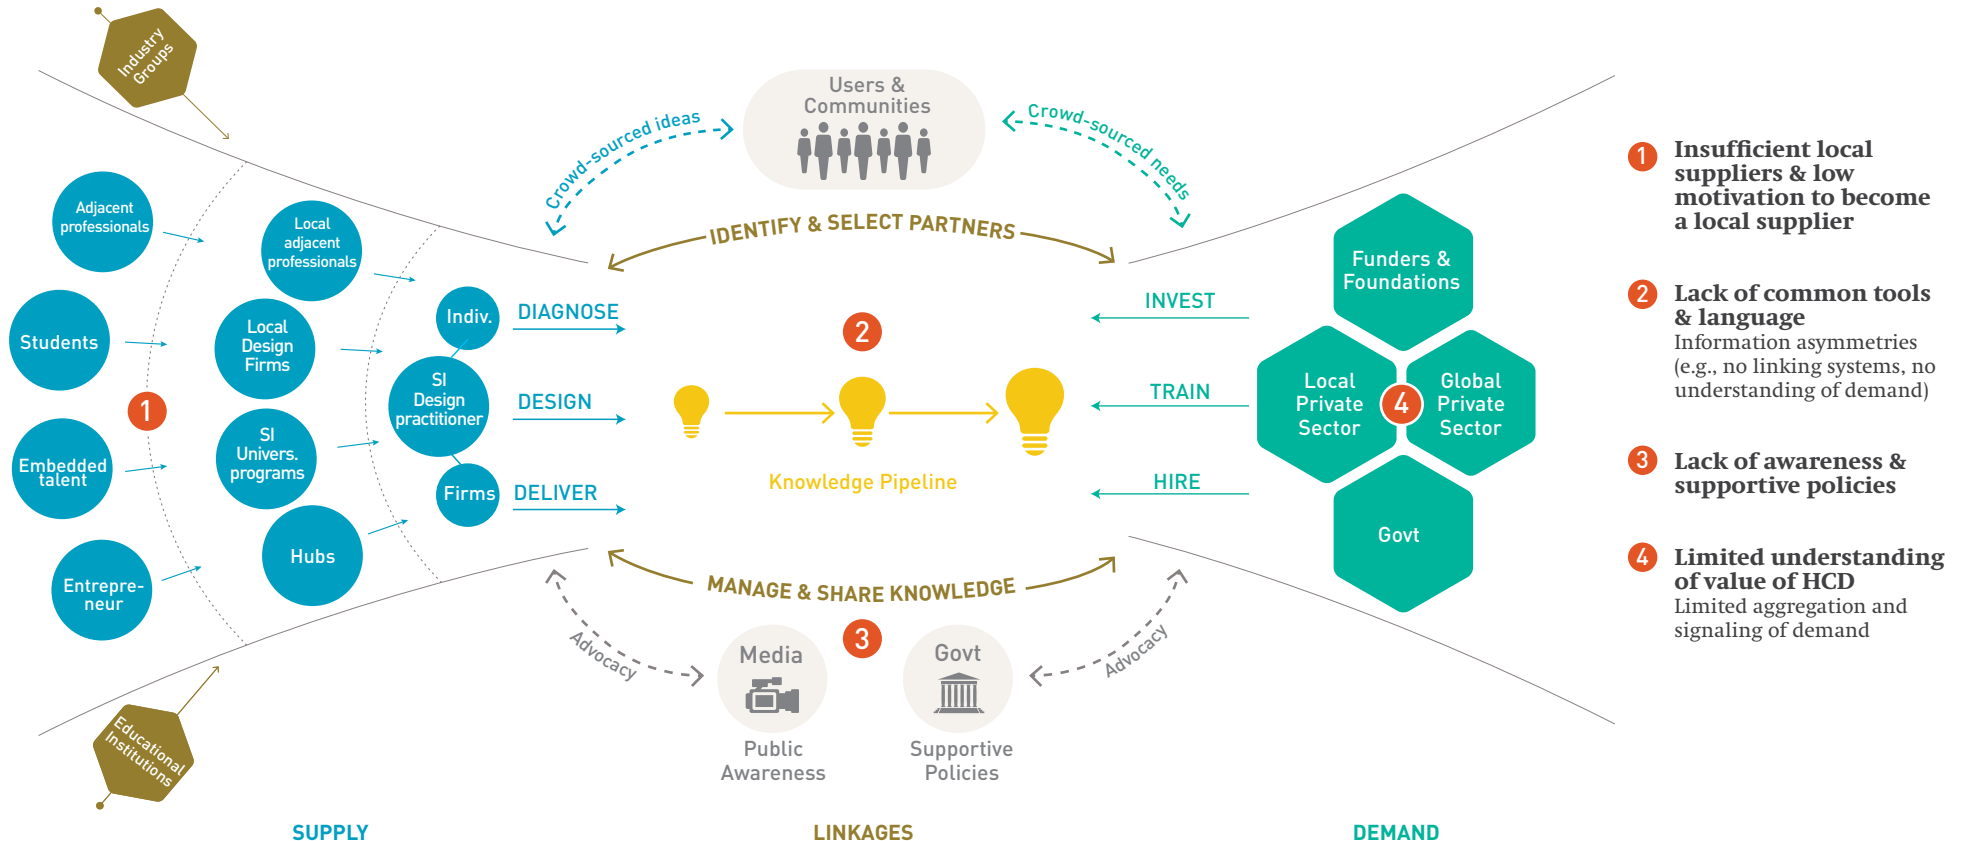 Industry
Groups
Adjacent
professionals
Students
1
Embedded
talent
Entrepre-
neur
Educational
Institutions
Local
adjacent
professionals
Local
Design
Firms
SI
Univers.
programs
Hubs
Indiv.
SI
Design
practitioner
Firms
DIAGNOSE
DESIGN
DELIVER
SUPPLY
Crowd-sourced ideas
Users &
Communities
Crowd-sourced needs
IDENTIFY & SELECT PARTNERS
2
Knowledge Pipeline
MANAGE & SHARE KNOWLEDGE
3
Advocacy
Media
Public
Awareness
Govt
Supportive
Policies
Advocacy
LINKAGES
INVEST
TRAIN
HIRE
Funders &
Foundations
Local
Private
Sector
4
Global
Private
Sector
Govt
DEMAND
1 Insufficient local
suppliers & low
motivation to become
a local supplier
2 Lack of common tools
& language
Information asymmetries
(e.g., no linking systems, no
understanding of demand)
3 Lack of awareness &
supportive policies
4 Limited understanding
of value of HCD
Limited aggregation and
signaling of demand